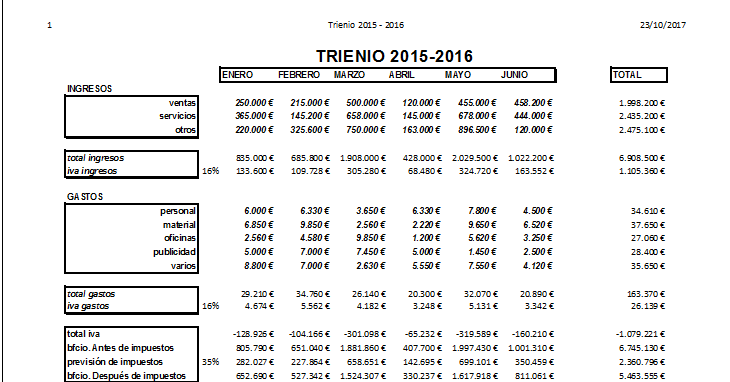 1 Trienio 2015 - 2016 23/10/2017
TRIENIO 2015-2016
ENERO FEBRERO MARZO ABRIL MAYO JUNIO TOTAL
INGRESOS
ventas 250.000 € 215.000 € 500.000 € 120.000 € 455.000 € 458.200 € 1.998.200 €
servicios 365.000 € 145.200 € 658.000 € 145.000 € 678.000 € 444.000 € 2.435.200 €
otros 220.000 € 325.600 € 750.000 € 163.000 € 896.500 € 120.000 € 2.475.100 €
total ingresos 835.000 € 685.800 € 1.908.000 € 428.000 € 2.029.500 € 1.022.200 € 6.908.500 €
iva ingresos 16% 133.600 € 109.728 € 305.280 € 68.480 € 324.720 € 163.552 € 1.105.360 €
GASTOS
personal 6.000 € 6.330 € 3.650 € 6.330 € 7.800 € 4.500 € 34.610 €
material 6.850 € 9.850 € 2.560 € 2.220 € 9.650 € 6.520 € 37.650 €
oficinas 2.560 € 4.580 € 9.850 € 1.200 € 5.620 € 3.250 € 27.060 €
publicidad 5.000 € 7.000 € 7.450 € 5.000 € 1.450 € 2.500 € 28.400 €
varios 8.800 € 7.000 € 2.630 € 5.550 € 7.550 € 4.120 € 35.650 €
total gastos 29.210 € 34.760 € 26.140 € 20.300 € 32.070 € 20.890 € 163.370 €
iva gastos 16% 4.674 € 5.562 € 4.182 € 3.248 € 5.131 € 3.342 € 26.139 €
total iva -128.926 € -104.166 € -301.098 € -65.232 € -319.589 € -160.210 € -1.079.221 €
bfcio. Antes de impuestos 805.790 € 651.040 € 1.881.860 € 407.700 € 1.997.430 € 1.001.310 € 6.745.130 €
previsión de impuestos 35% 282.027 € 227.864 € 658.651 € 142.695 € 699.101 € 350.459 € 2.360.796 €
bfcio. Después de impuestos 652.690 € 527.342 € 1.524.307 € 330.237 € 1.617.918 € 811.061 € 5.463.555 €